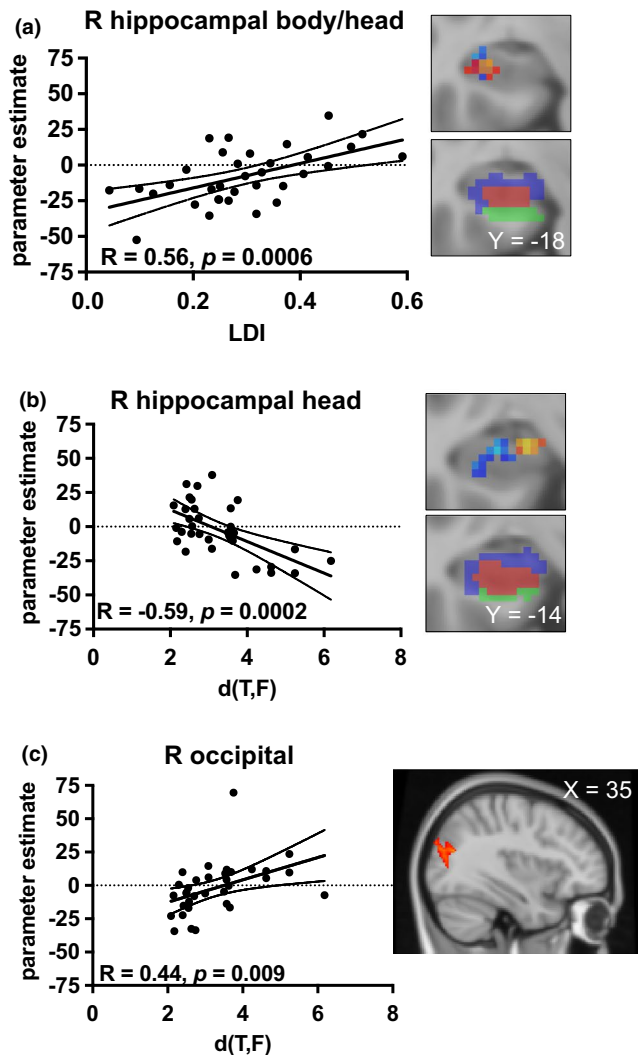 (a) R hippocampal body/head
parameter estimate
75
50
25
0
-25
-50
-75
R = 0.56, p = 0.0006
0.0 0.2 0.4 0.6
LDI
Y = -18
(b) R hippocampal head
parameter estimate
75
50
25
0
-25
-50
-75
R = -0.59, p = 0.0002
0 2 4 6 8
d(T,F)
Y = -14
(c) R occipital
parameter estimate
75
50
25
0
-25
-50
-75
R = 0.44, p = 0.009
0 2 4 6 8
d(T,F)
X = 35